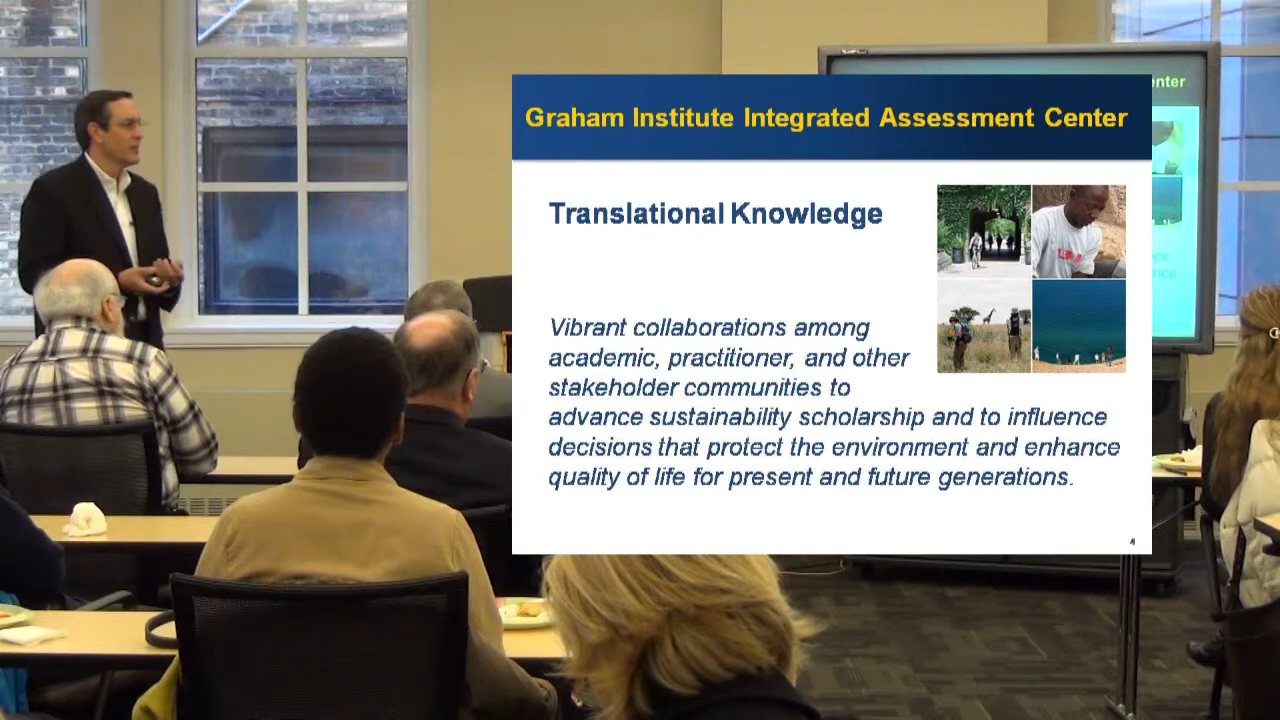 Graham Institute Integrated Assessment Center
enter
Translational Knowledge
Vibrant collaborations among
academic, practitioner, and other
stakeholder communities to
advance sustainability scholarship and to influence
decisions that protect the environment and enhance
quality of life for present and future generations.
4